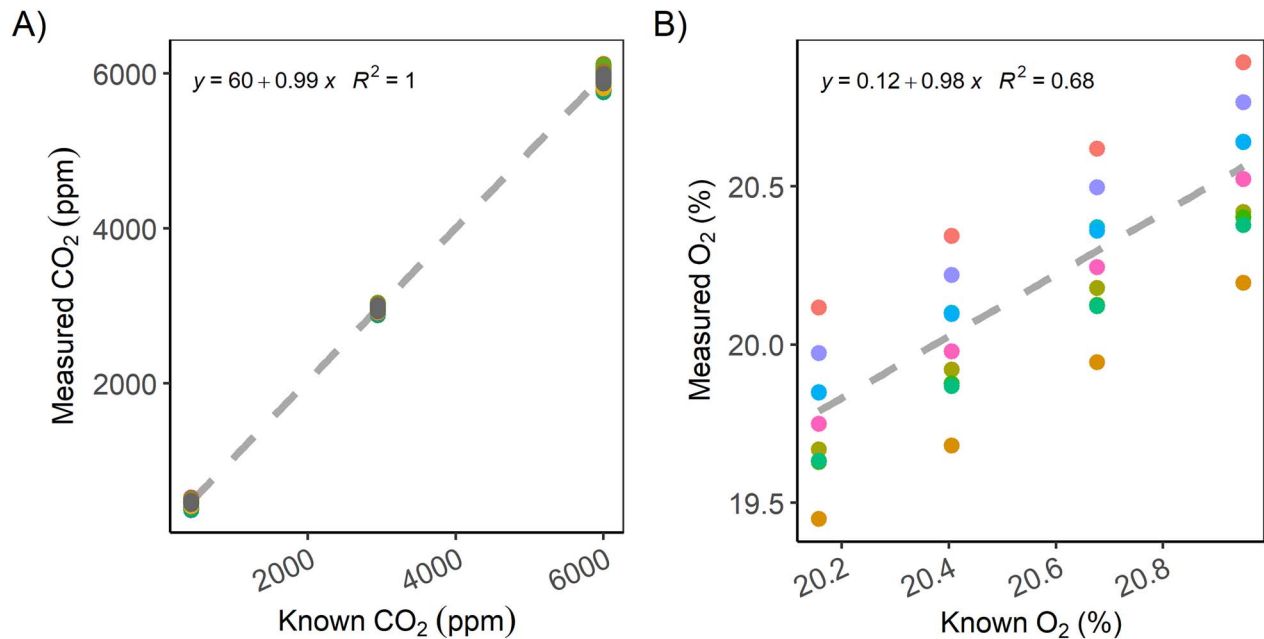 A)
y = 60 + 0.99 x R² = 1
Measured CO₂ (ppm)
6000
4000
2000
2000 4000 6000
Known CO₂ (ppm)
B)
y = 0.12 + 0.98 x R² = 0.68
Measured O₂ (%)
20.5
20.0
19.5
20.2 20.4 20.6 20.8
Known O₂ (%)